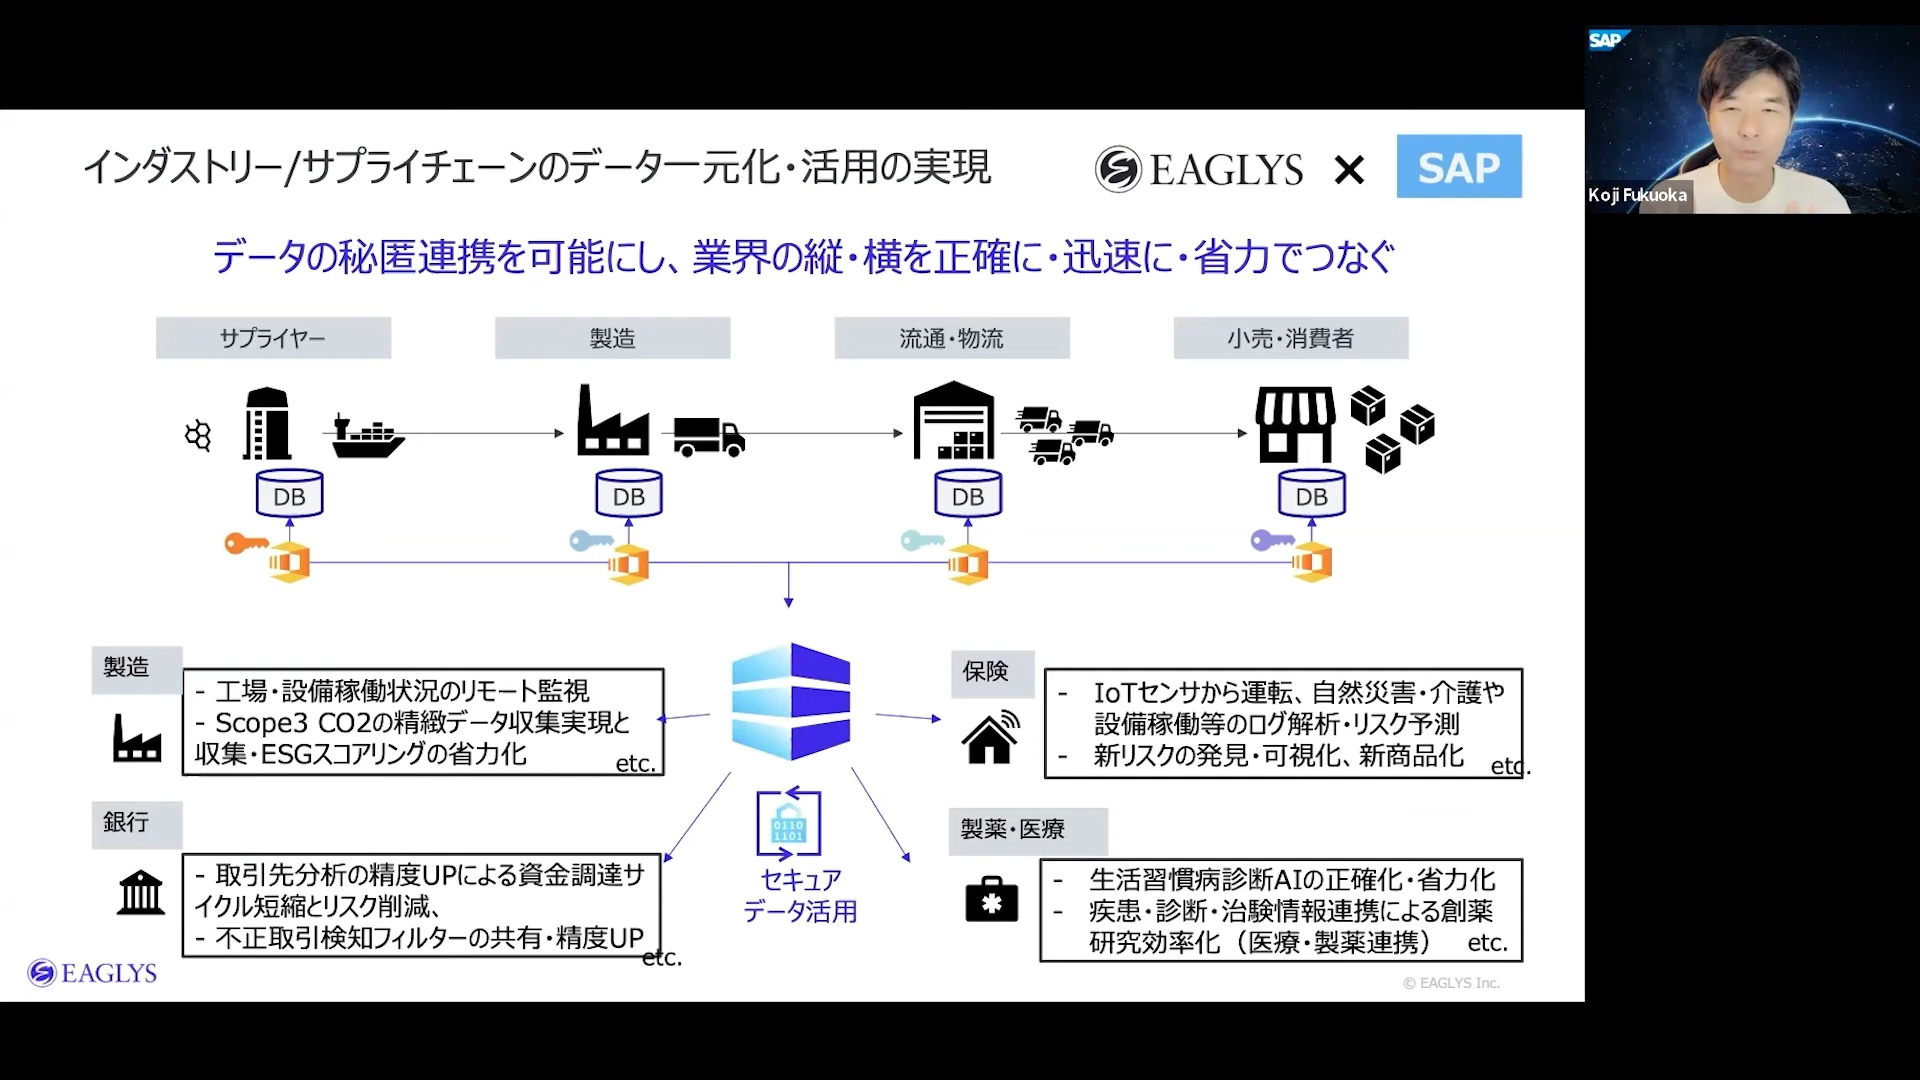 インダストリー/サプライチェーンのデータ一元化・活用の実現
EAGLYS × SAP
SAP
Koji Fukuoka
データの秘匿連携を可能にし、業界の縦・横を正確に・迅速に・省力でつなぐ
サプライヤー
製造
流通・物流
小売・消費者
DB
DB
DB
DB
製造
- 工場・設備稼働状況のリモート監視
- Scope3 CO2の精緻データ収集実現と
収集・ESGスコアリングの省力化
etc.
保険
- IoTセンサから運転、自然災害・介護や
設備稼働等のログ解析・リスク予測
- 新リスクの発見・可視化、新商品化
etc.
銀行
- 取引先分析の精度UPによる資金調達サ
イクル短縮とリスク削減、
- 不正取引検知フィルターの共有・精度UP
etc.
0110
1101
セキュア
データ活用
製薬・医療
- 生活習慣病診断AIの正確化・省力化
- 疾患・診断・治験情報連携による創薬
研究効率化（医療・製薬連携） etc.
EAGLYS
© EAGLYS Inc.